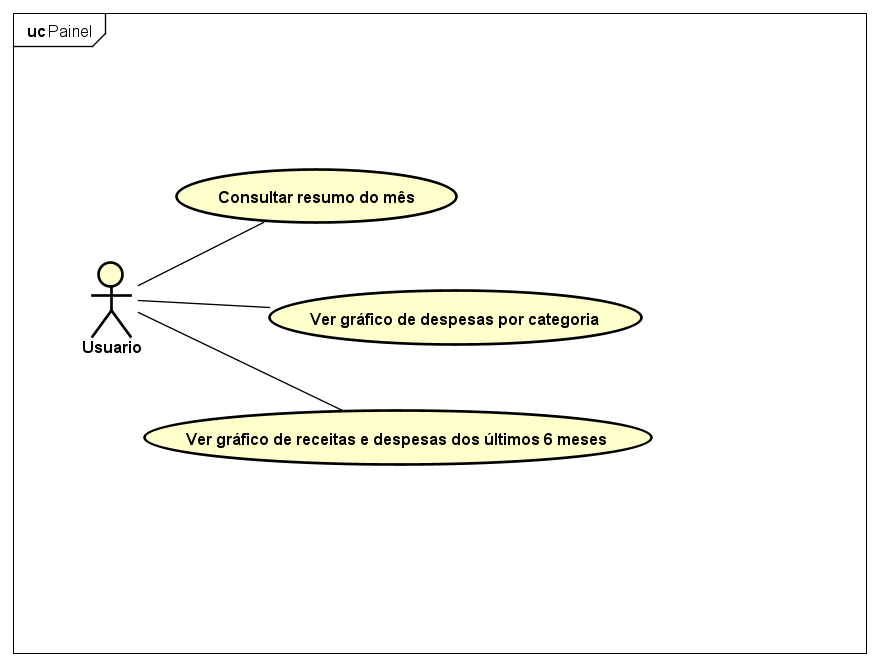 uc Painel
Consultar resumo do mês
Ver gráfico de despesas por categoria
Usuario
Ver gráfico de receitas e despesas dos últimos 6 meses